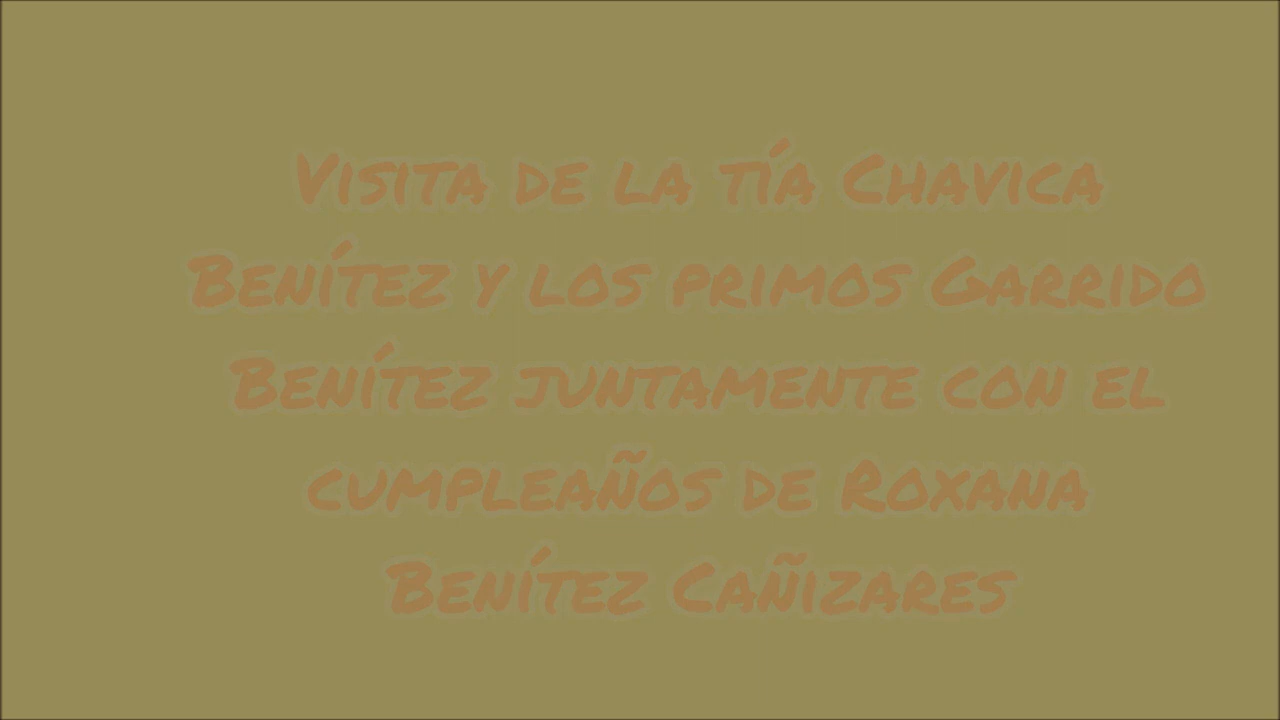 Visita de la tía Chavica
Benítez y los primos Garrido
Benítez juntamente con el
cumpleaños de Roxana
Benítez Cañizares